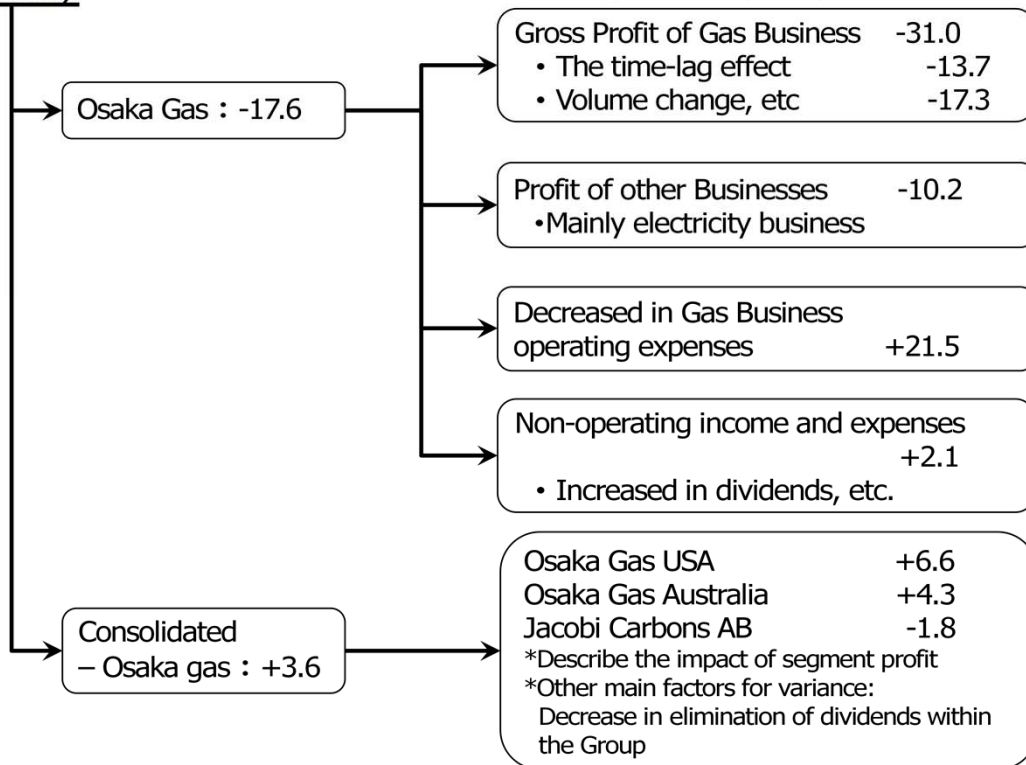 Osaka Gas : -17.6
Gross Profit of Gas Business -31.0
• The time-lag effect -13.7
• Volume change, etc -17.3
Profit of other Businesses -10.2
•Mainly electricity business
Decreased in Gas Business
operating expenses +21.5
Non-operating income and expenses
+2.1
• Increased in dividends, etc.
Consolidated
– Osaka gas : +3.6
Osaka Gas USA +6.6
Osaka Gas Australia +4.3
Jacobi Carbons AB -1.8
*Describe the impact of segment profit
*Other main factors for variance:
Decrease in elimination of dividends within
the Group